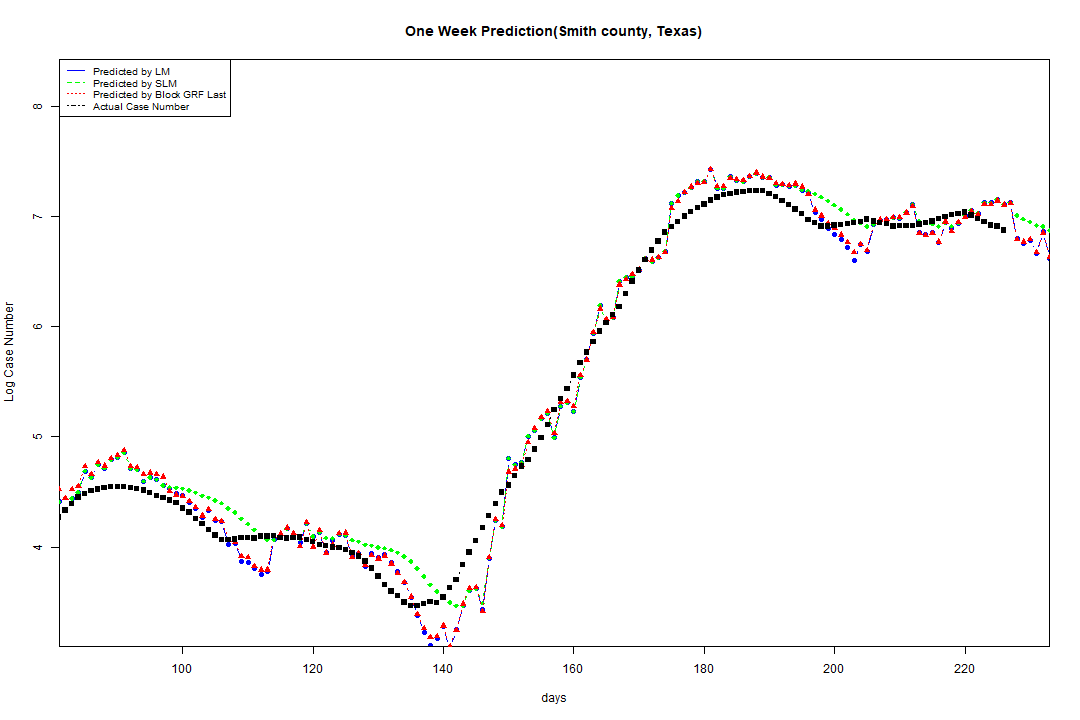 One Week Prediction(Smith county, Texas)
Predicted by LM
Predicted by SLM
Predicted by Block GRF Last
Actual Case Number
8
7
6
5
4
Log Case Number
100 120 140 160 180 200 220
days